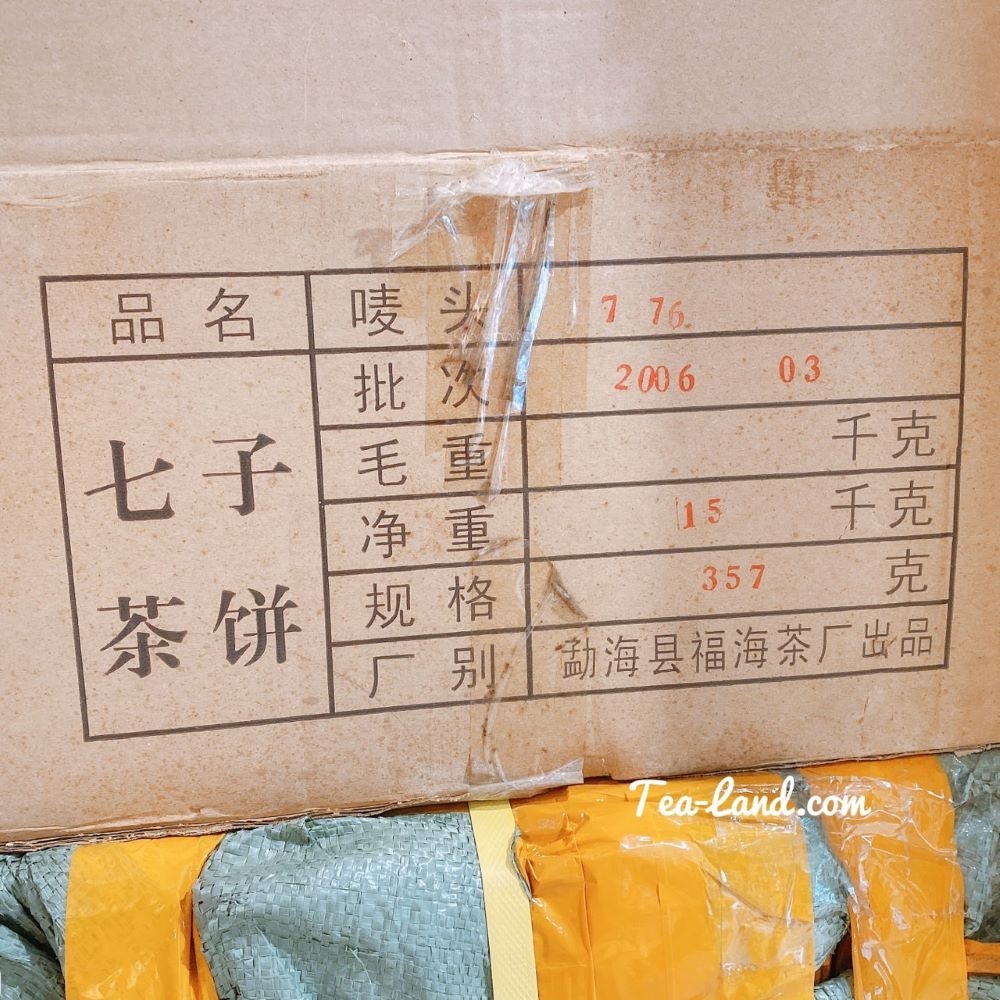 品名 唛头 7 76
批次 2006 03
毛重 千克
七子
净重 15 千克
规格 357 克
茶饼
厂别 勐海县福海茶厂出品
Tea-Land.com